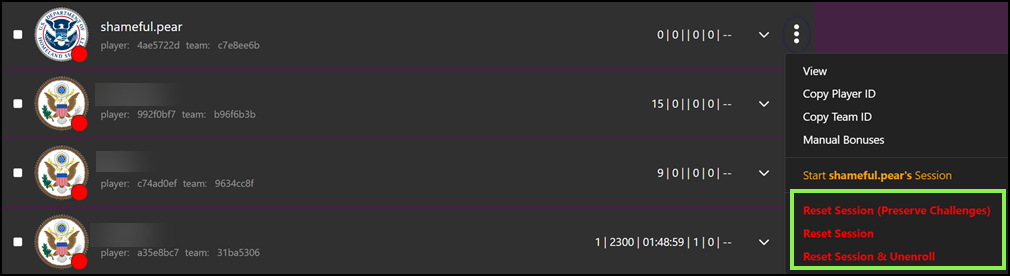 shameful.pear
player: 4ae5722d team: c7e8ee6b
0 | 0 | | 0 | 0 | --
player: 992f0bf7 team: b96f6b3b
15 | 0 | | 0 | 0 | --
player: c74ad0ef team: 9634cc8f
9 | 0 | | 0 | 0 | --
player: a35e8bc7 team: 31ba5306
1 | 2300 | 01:48:59 | 1 | 0 | --
View
Copy Player ID
Copy Team ID
Manual Bonuses
Start shameful.pear's Session
Reset Session (Preserve Challenges)
Reset Session
Reset Session & Unenroll